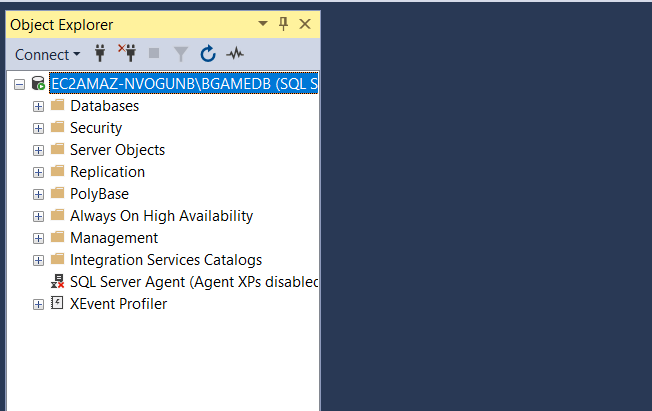 Object Explorer
Connect
EC2AMAZ-NVOGUNB\BGAMEDB (SQL S
Databases
Security
Server Objects
Replication
PolyBase
Always On High Availability
Management
Integration Services Catalogs
SQL Server Agent (Agent XPs disabled
XEvent Profiler